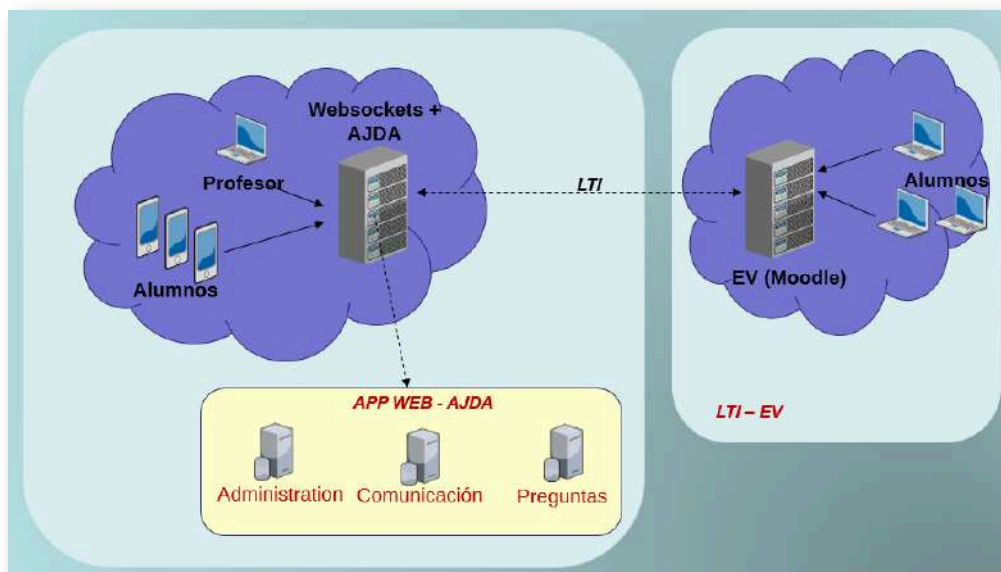 Websockets +
AJDA
Profesor
Alumnos
LTI
Alumnos
EV (Moodle)
APP WEB - AJDA
Administration
Comunicación
Preguntas
LTI – EV